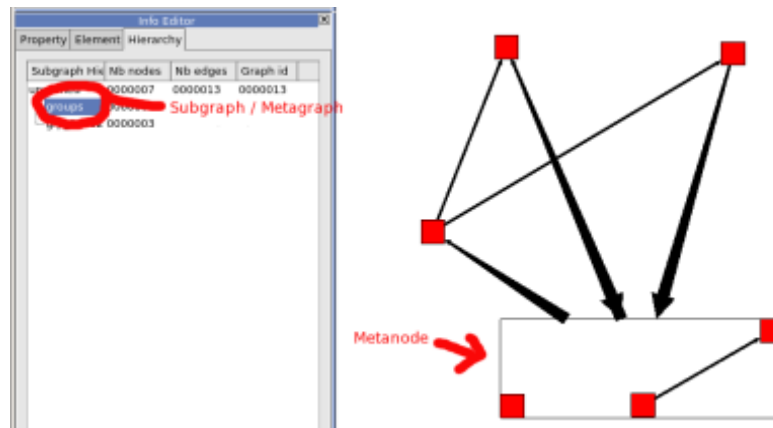 Info Editor
Property Element Hierarchy
Subgraph Hie Nb nodes Nb edges Graph id
0000007 0000013 0000013
groups Subgraph / Metagraph
0000003
Metanode